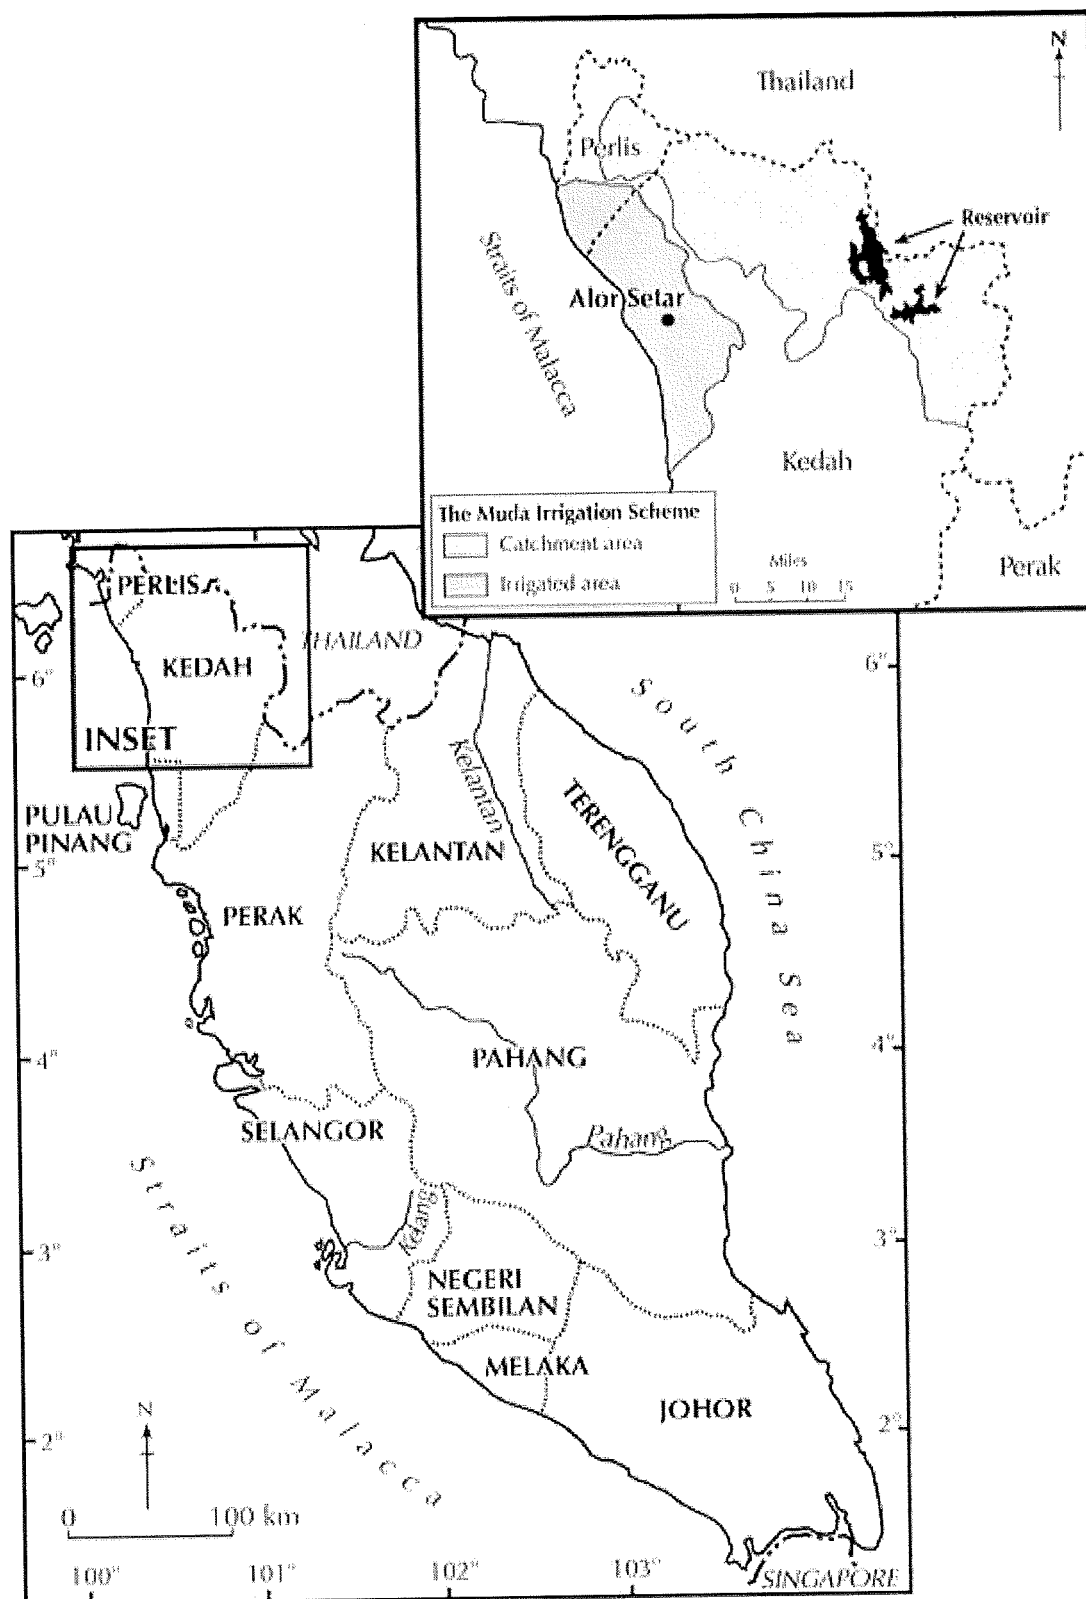 N
Thailand
Perlis
Reservoir
Straits of Malacca
Alor Setar
Kedah
The Muda Irrigation Scheme
Catchment area
Irrigated area
Miles
0 5 10 15
Perak
PERLIS
THAILAND
KEDAH
6°
6°
INSET
South China Sea
Kelantan
PULAU
PINANG
TERENGGANU
KELANTAN
5°
5°
PERAK
4°
4°
PAHANG
SELANGOR
Pahang
Straits of Malacca
Kelang
3°
3°
NEGERI
SEMBILAN
MELAKA
JOHOR
N
2°
2°
0 100 km
100° 101° 102° 103°
SINGAPORE